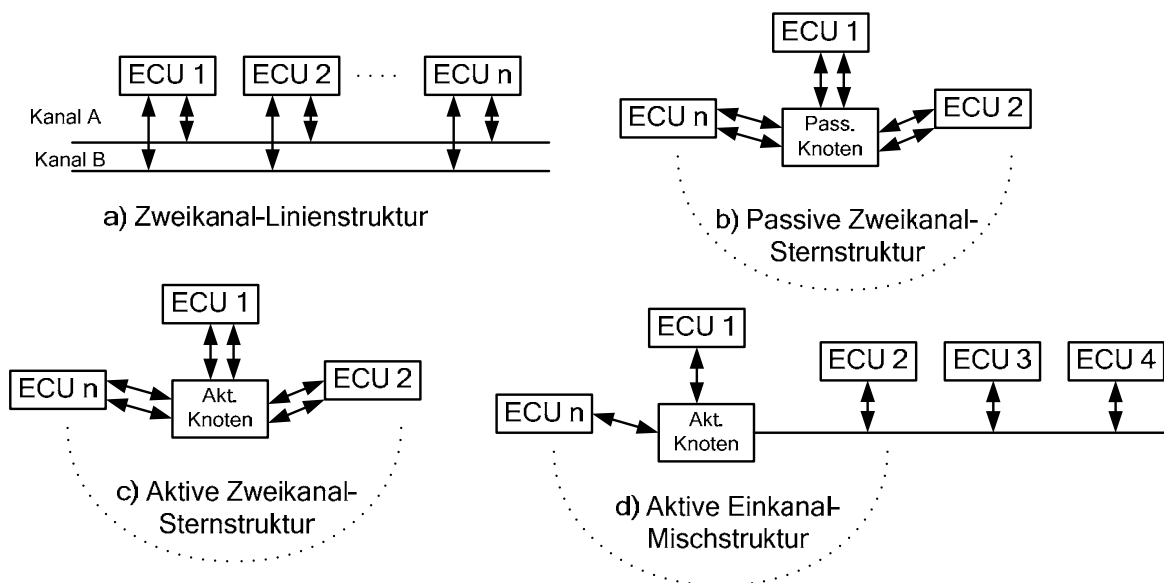 ECU 1
ECU 2
ECU n
Kanal A
Kanal B
a) Zweikanal-Linienstruktur
ECU 1
ECU n
Pass.
Knoten
ECU 2
b) Passive Zweikanal-
Sternstruktur
ECU 1
ECU n
Akt.
Knoten
ECU 2
c) Aktive Zweikanal-
Sternstruktur
ECU 1
ECU 2
ECU 3
ECU 4
ECU n
Akt.
Knoten
d) Aktive Einkanal-
Mischstruktur